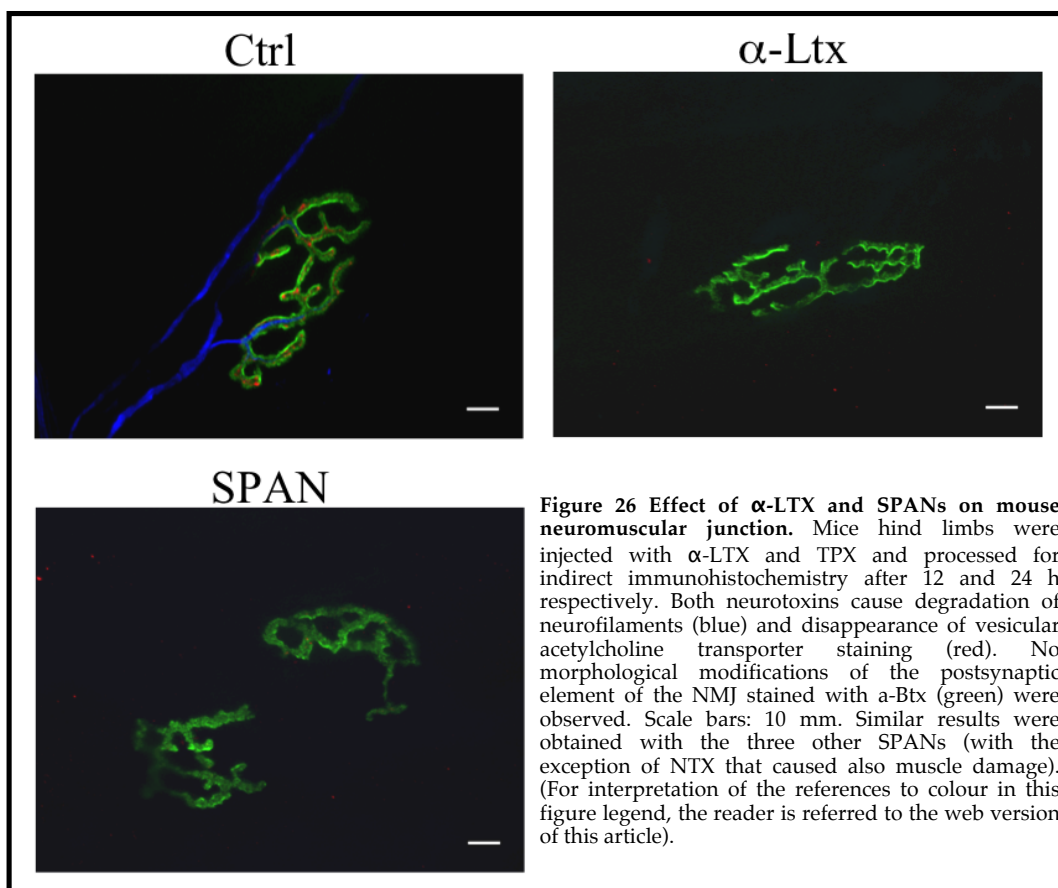 Ctrl
α-Ltx
SPAN
Figure 26 Effect of α-LTX and SPANs on mouse
neuromuscular junction. Mice hind limbs were
injected with α-LTX and TPX and processed for
indirect immunohistochemistry after 12 and 24 h
respectively. Both neurotoxins cause degradation of
neurofilaments (blue) and disappearance of vesicular
acetylcholine transporter staining (red). No
morphological modifications of the postsynaptic
element of the NMJ stained with a-Btx (green) were
observed. Scale bars: 10 mm. Similar results were
obtained with the three other SPANs (with the
exception of NTX that caused also muscle damage).
(For interpretation of the references to colour in this
figure legend, the reader is referred to the web version
of this article).